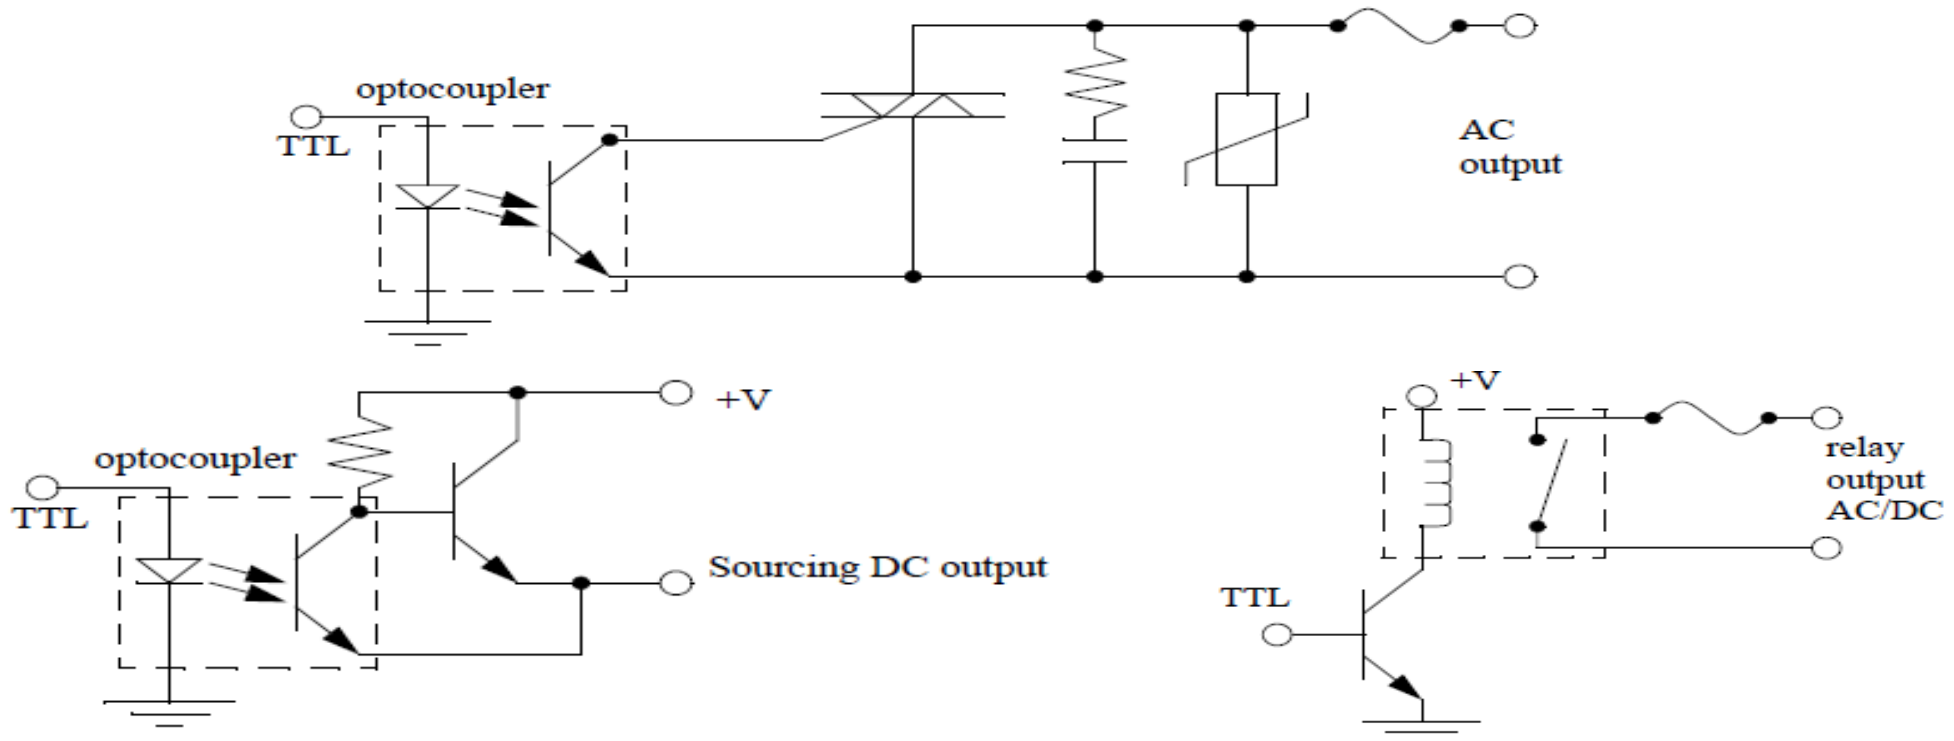 optocoupler
TTL
AC
output
+V
optocoupler
TTL
Sourcing DC output
+V
relay
output
AC/DC
TTL